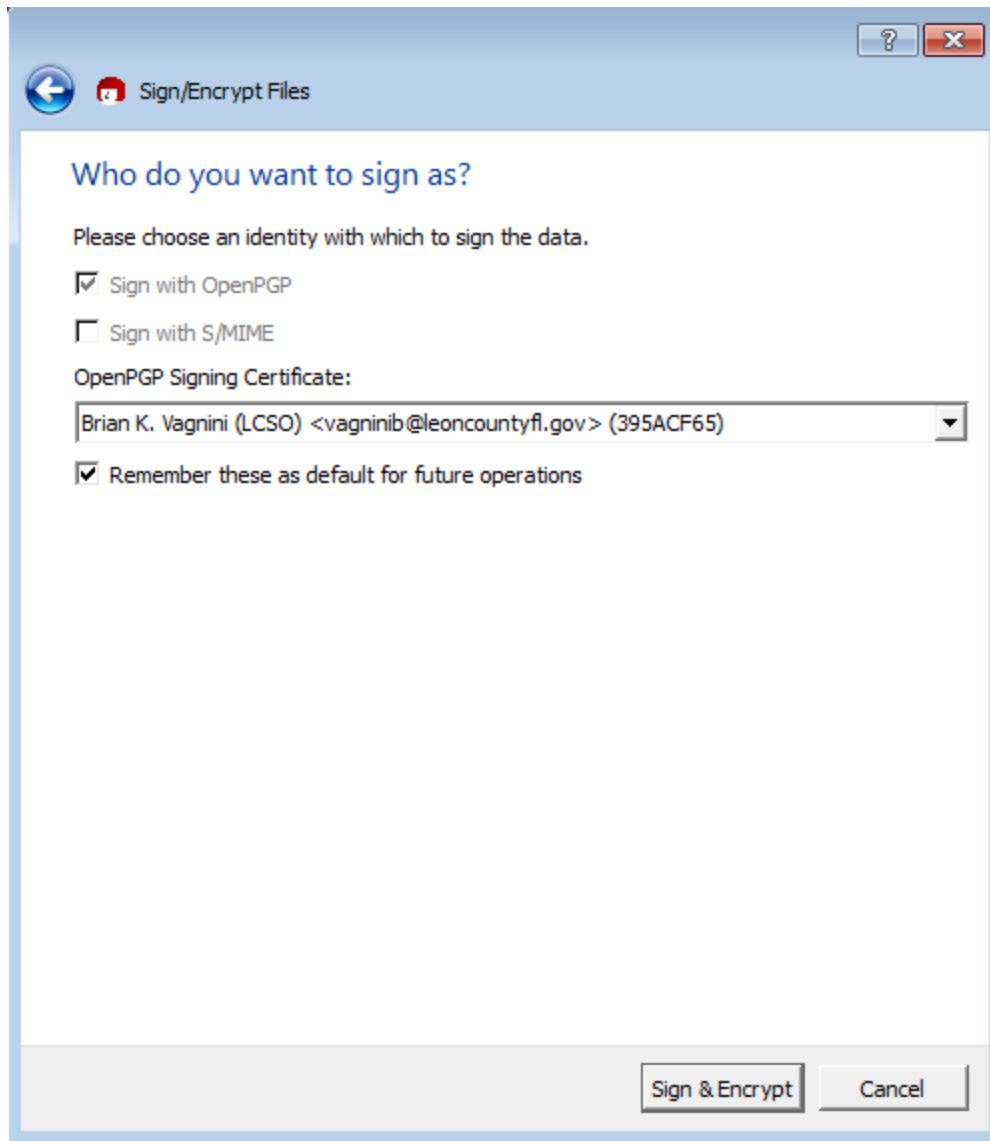 Sign/Encrypt Files
Who do you want to sign as?
Please choose an identity with which to sign the data.
Sign with OpenPGP
Sign with S/MIME
OpenPGP Signing Certificate:
Brian K. Vagnini (LCSO) <vagninib@leoncountyfl.gov> (395ACF65)
Remember these as default for future operations
Sign & Encrypt Cancel